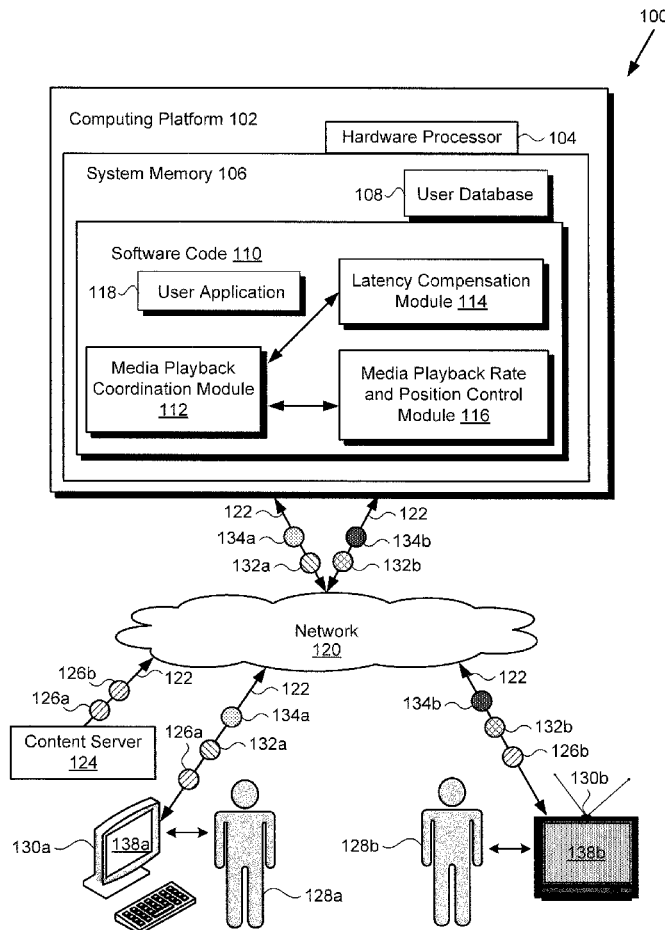 100
Computing Platform 102
Hardware Processor
104
System Memory 106
108
User Database
Software Code 110
118
User Application
Latency Compensation
Module 114
Media Playback
Coordination Module
112
Media Playback Rate
and Position Control
Module 116
122
122
134a
134b
132a
132b
Network
120
126b
122
126a
122
134a
132a
126a
122
134b
132b
126b
Content Server
124
130b
130a
138a
128a
128b
138b